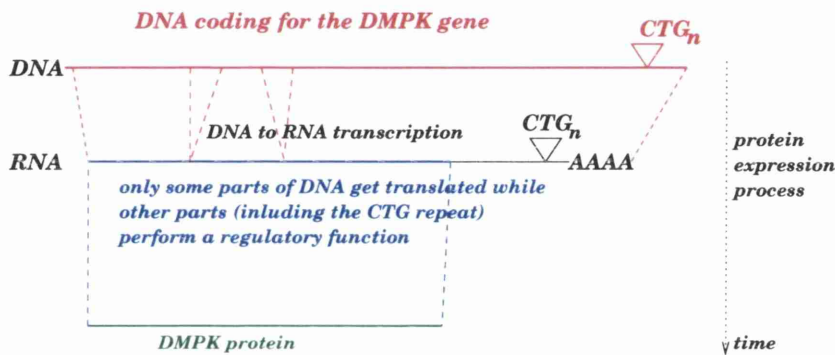 DNA coding for the DMPK gene
CTGn
DNA
DNA to RNA transcription
CTGn
RNA
AAAA
protein
expression
process
only some parts of DNA get translated while
other parts (inluding the CTG repeat)
perform a regulatory function
DMPK protein
time